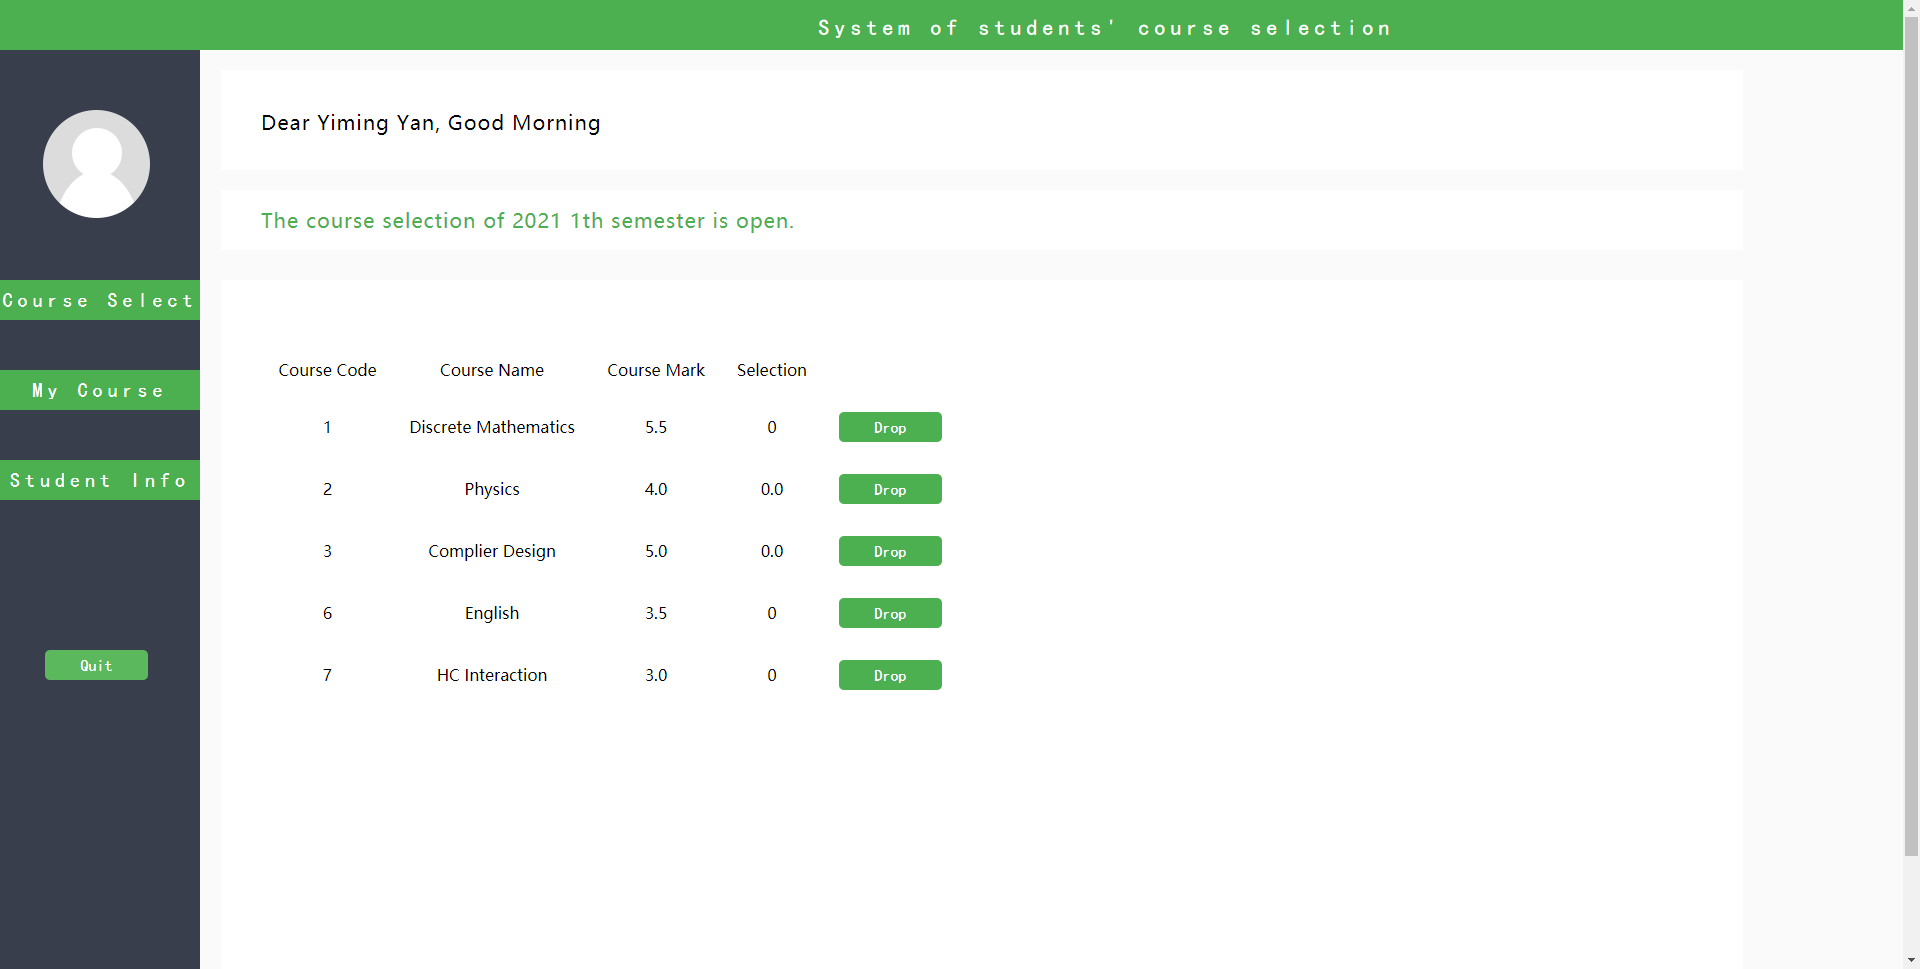 System of students' course selection
Dear Yiming Yan, Good Morning
The course selection of 2021 1th semester is open.
Course Select
My Course
Student Info
Quit
Course Code Course Name Course Mark Selection
1 Discrete Mathematics 5.5 0 Drop
2 Physics 4.0 0.0 Drop
3 Complier Design 5.0 0.0 Drop
6 English 3.5 0 Drop
7 HC Interaction 3.0 0 Drop